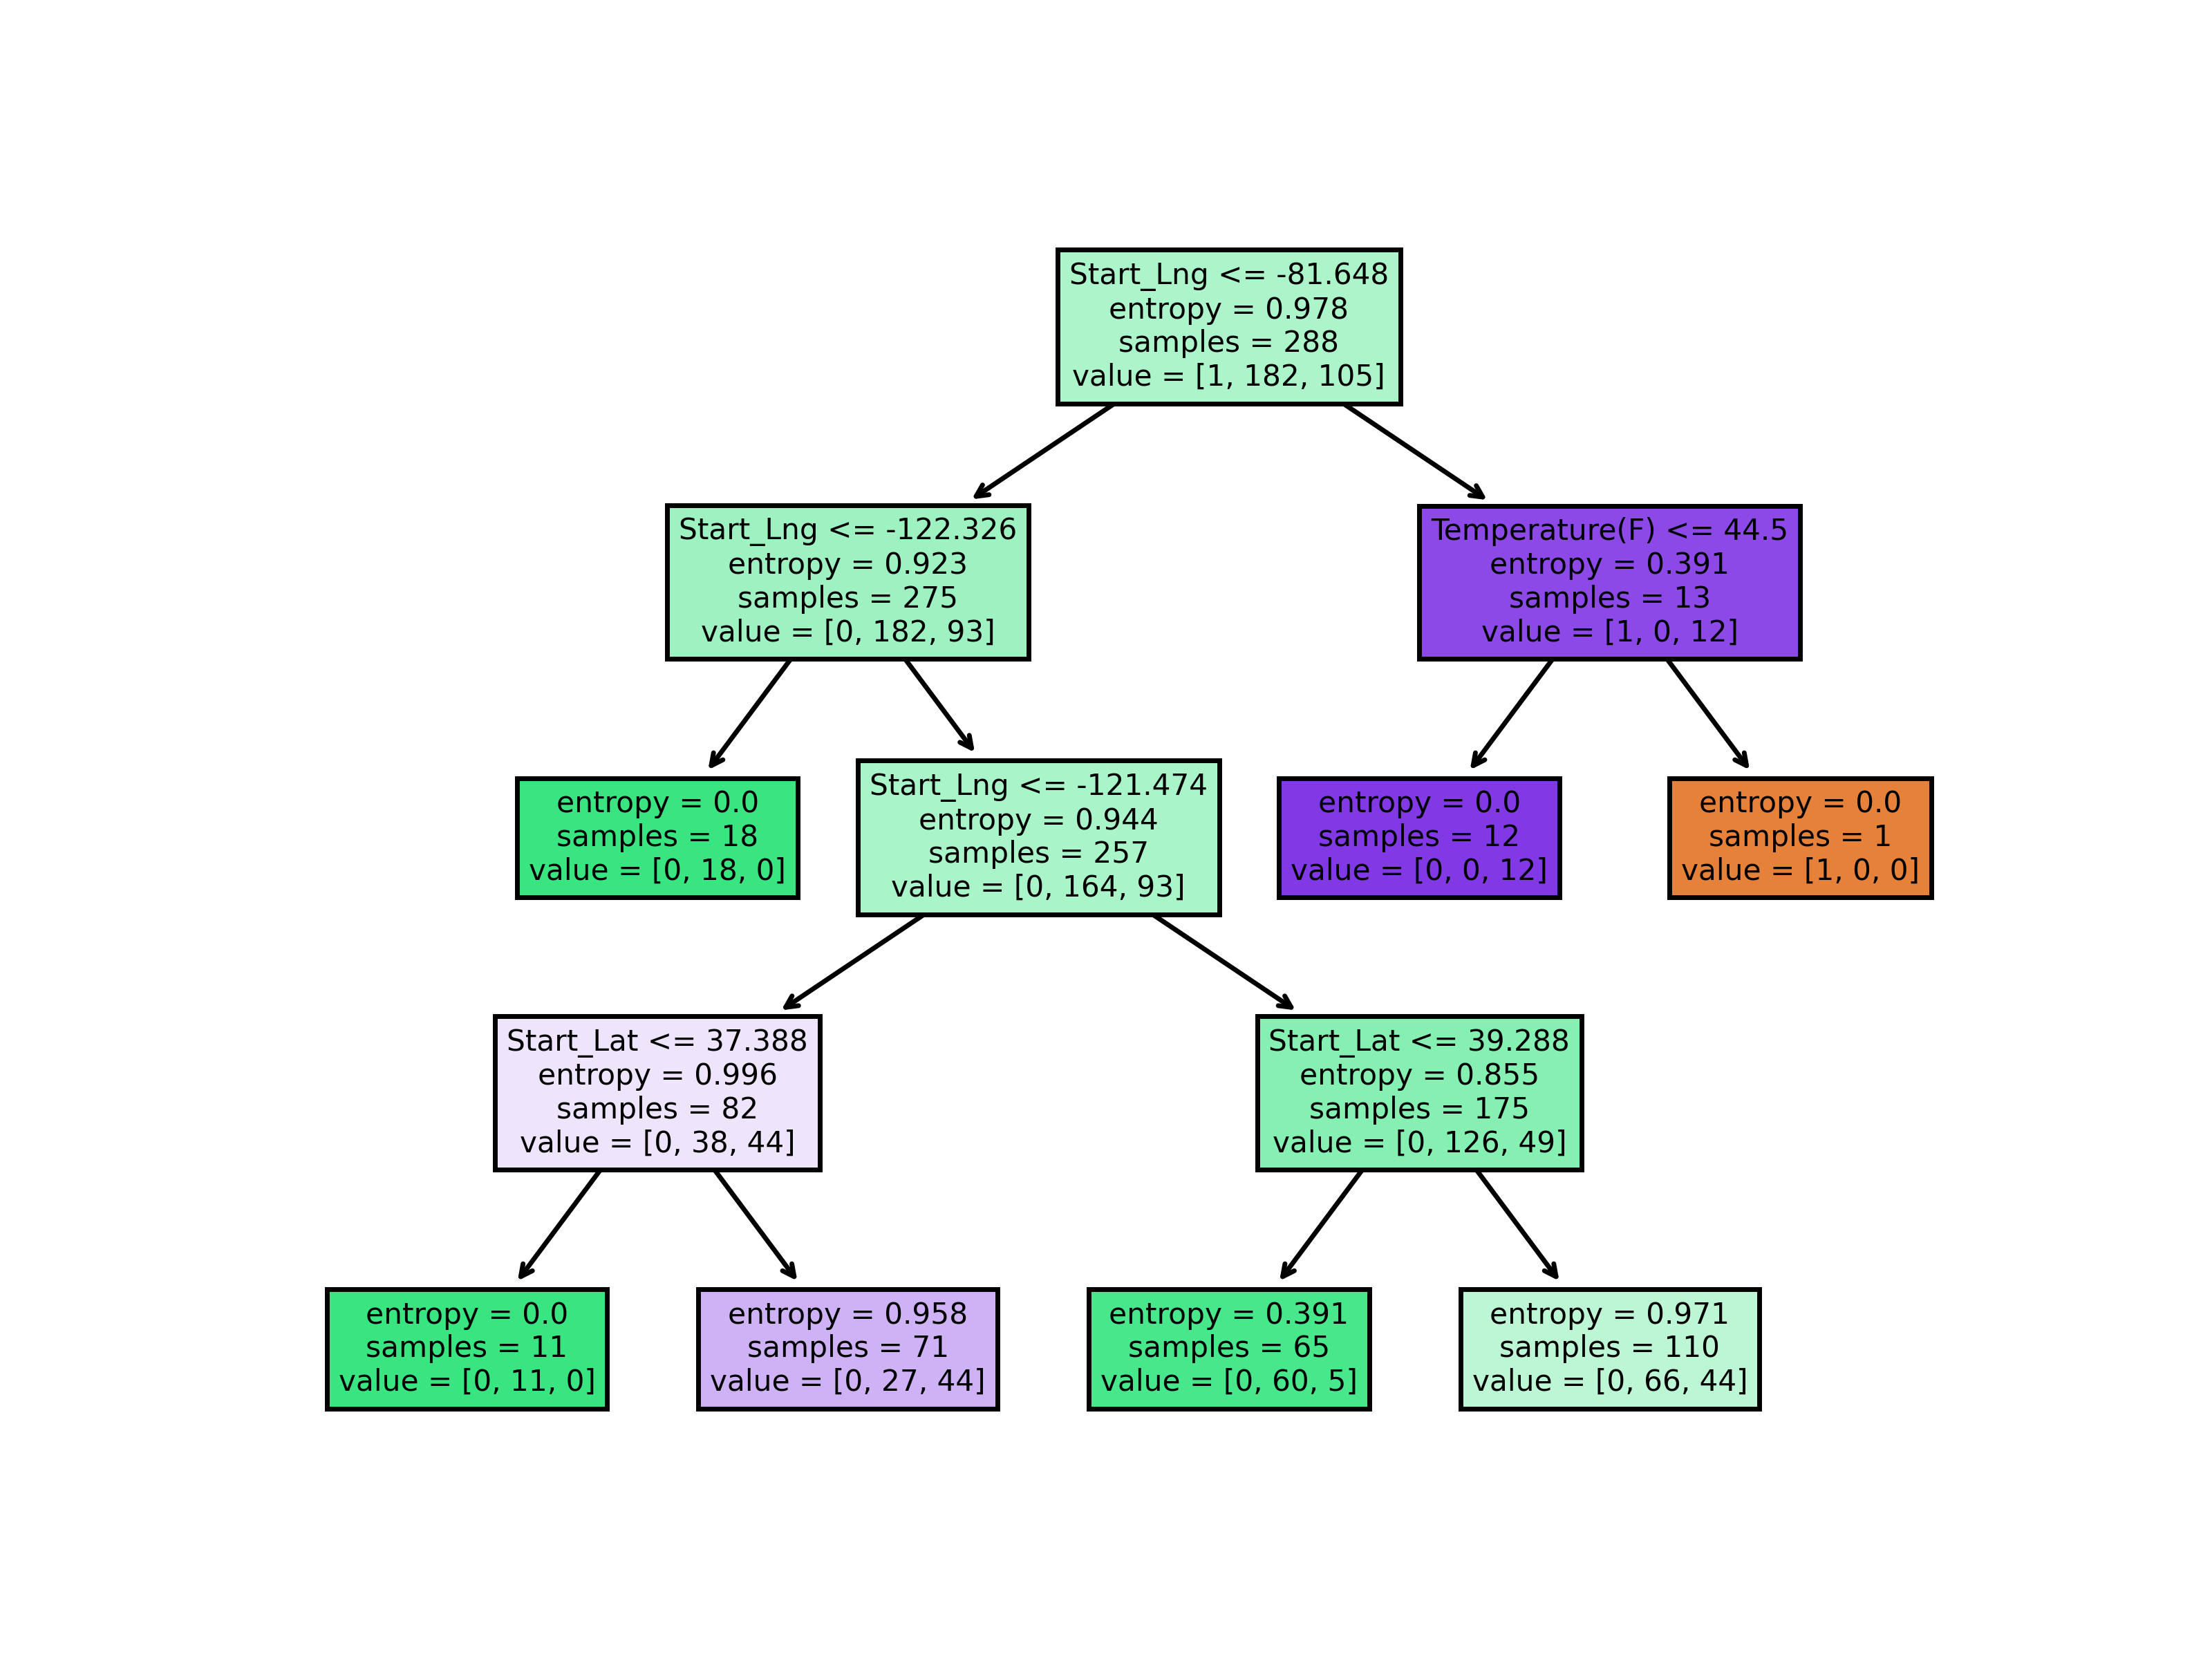 Start_Lng <= -81.648
entropy = 0.978
samples = 288
value = [1, 182, 105]
Start_Lng <= -122.326
entropy = 0.923
samples = 275
value = [0, 182, 93]
Temperature(F) <= 44.5
entropy = 0.391
samples = 13
value = [1, 0, 12]
entropy = 0.0
samples = 18
value = [0, 18, 0]
Start_Lng <= -121.474
entropy = 0.944
samples = 257
value = [0, 164, 93]
entropy = 0.0
samples = 12
value = [0, 0, 12]
entropy = 0.0
samples = 1
value = [1, 0, 0]
Start_Lat <= 37.388
entropy = 0.996
samples = 82
value = [0, 38, 44]
Start_Lat <= 39.288
entropy = 0.855
samples = 175
value = [0, 126, 49]
entropy = 0.0
samples = 11
value = [0, 11, 0]
entropy = 0.958
samples = 71
value = [0, 27, 44]
entropy = 0.391
samples = 65
value = [0, 60, 5]
entropy = 0.971
samples = 110
value = [0, 66, 44]